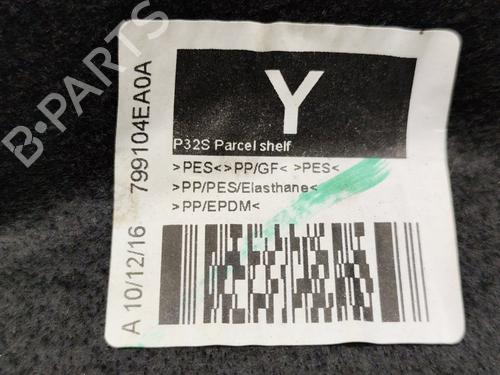 Y
P32S Parcel shelf
>PES<>PP/GF< >PES<
>PP/PES/Elasthane<
>PP/EPDM<
A 10/12/16 799104EA0A
B-PARTS